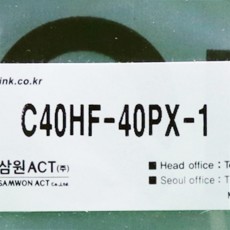 ink.co.kr
C40HF-40PX-1
삼원ACT(주)
SAMWON ACT Co.,Ltd
■ Head office : 
■ Seoul office : T